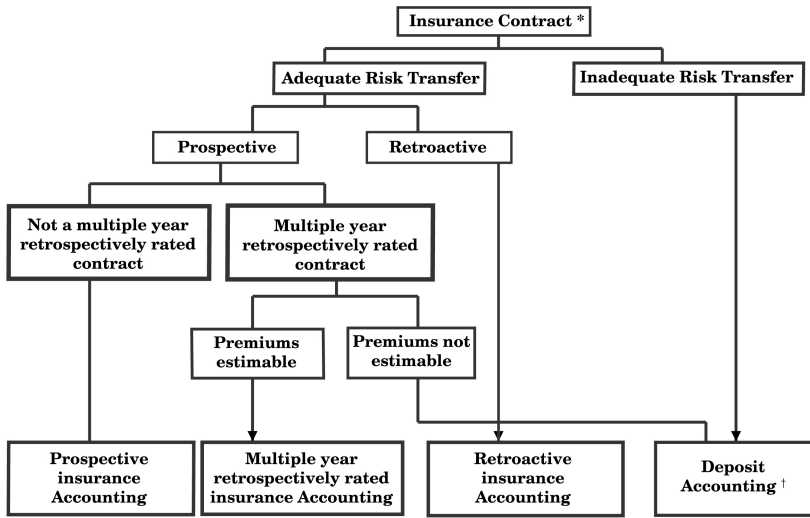 Insurance Contract *
Adequate Risk Transfer
Inadequate Risk Transfer
Prospective
Retroactive
Not a multiple year
retrospectively rated
contract
Multiple year
retrospectively rated
contract
Premiums
estimable
Premiums not
estimable
Prospective
insurance
Accounting
Multiple year
retrospectively rated
insurance Accounting
Retroactive
insurance
Accounting
Deposit
Accounting †